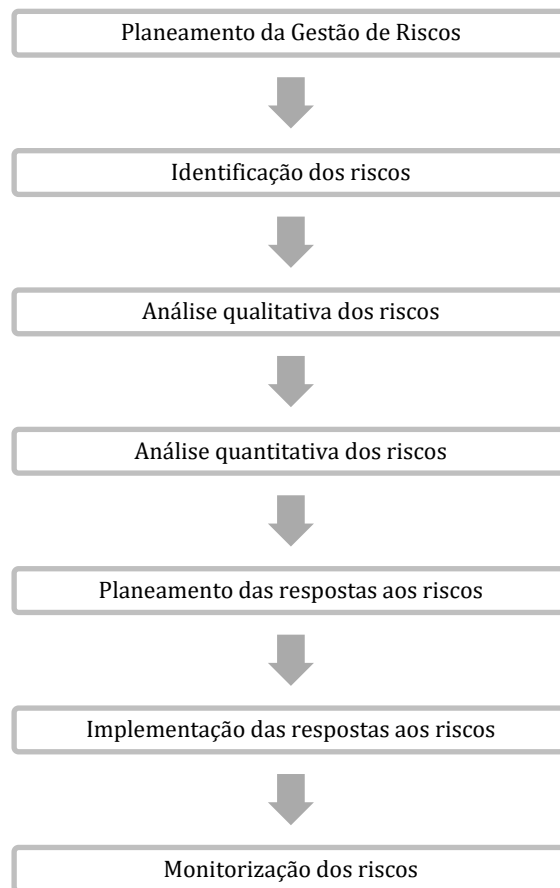 Planeamento da Gestão de Riscos
Identificação dos riscos
Análise qualitativa dos riscos
Análise quantitativa dos riscos
Planeamento das respostas aos riscos
Implementação das respostas aos riscos
Monitorização dos riscos